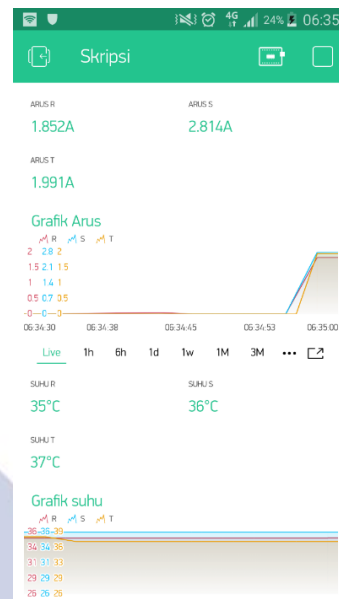 4G 24% 06:35
Skripsi
ARUS R ARUS S
1.852A 2.814A
ARUS T
1.991A
Grafik Arus
R S T
2 2.8 2
1.5 2.1 1.5
1 1.4 1
0.5 0.7 0.5
0 0 0
06:34:30 06:34:38 06:34:45 06:34:53 06:35:00
Live 1h 6h 1d 1w 1M 3M •••
SUHU R SUHU S
35°C 36°C
SUHU T
37°C
Grafik suhu
R S T
36 36 39
34 34 36
31 31 33
29 29 29
26 26 26